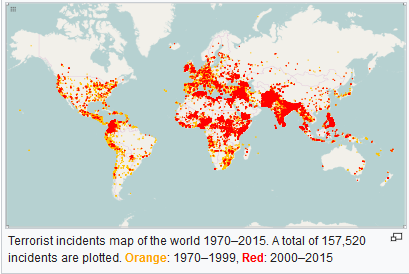 Terrorist incidents map of the world 1970–2015. A total of 157,520
incidents are plotted. Orange: 1970–1999, Red: 2000–2015